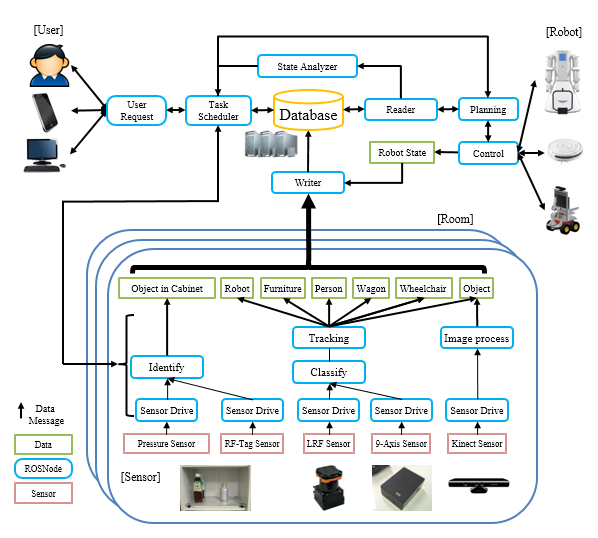 [User]
[Robot]
State Analyzer
User
Request
Task
Scheduler
Database
Reader
Planning
Robot State
Control
Writer
[Room]
Object in Cabinet
Robot
Furniture
Person
Wagon
Wheelchair
Object
Tracking
Image process
Identify
Classify
Sensor Drive
Sensor Drive
Sensor Drive
Sensor Drive
Sensor Drive
Pressure Sensor
RF-Tag Sensor
LRF Sensor
9-Axis Sensor
Kinect Sensor
[Sensor]
Data
Message
Data
ROSNode
Sensor